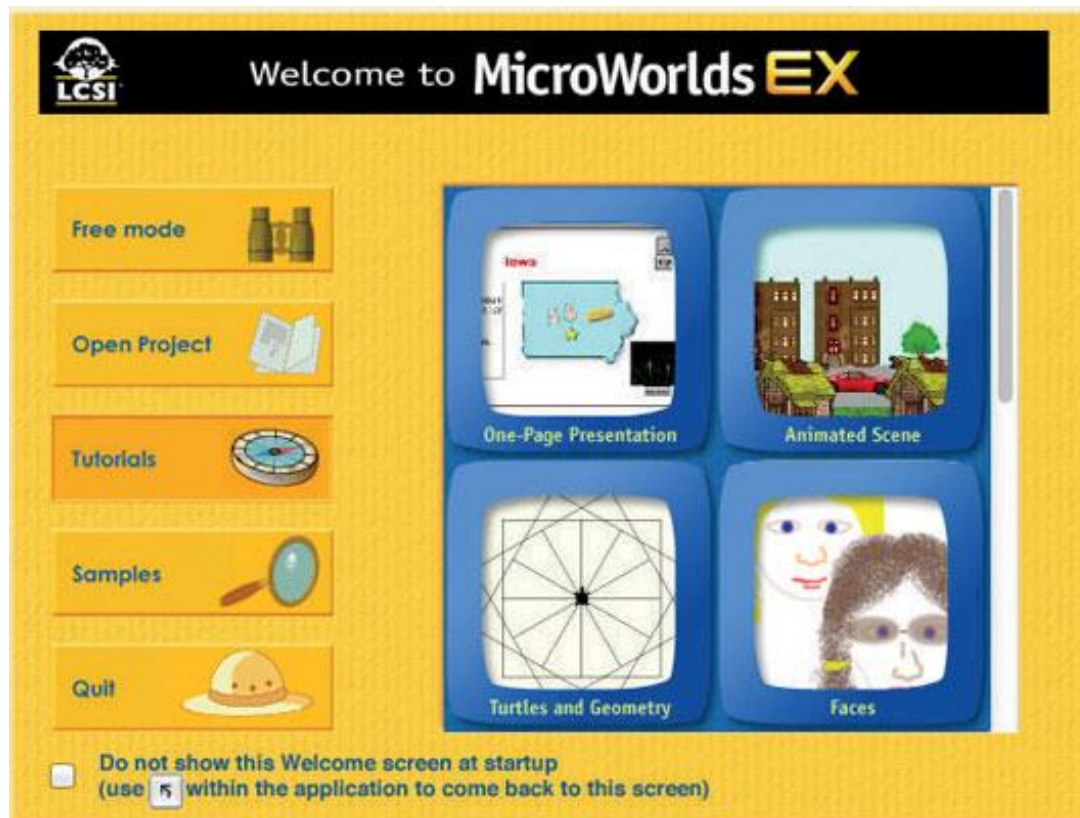 LCSI
Welcome to MicroWorlds EX
Free mode
Open Project
Tutorials
Samples
Quit
Iowa
One-Page Presentation
Animated Scene
Turtles and Geometry
Faces
Do not show this Welcome screen at startup
(use within the application to come back to this screen)